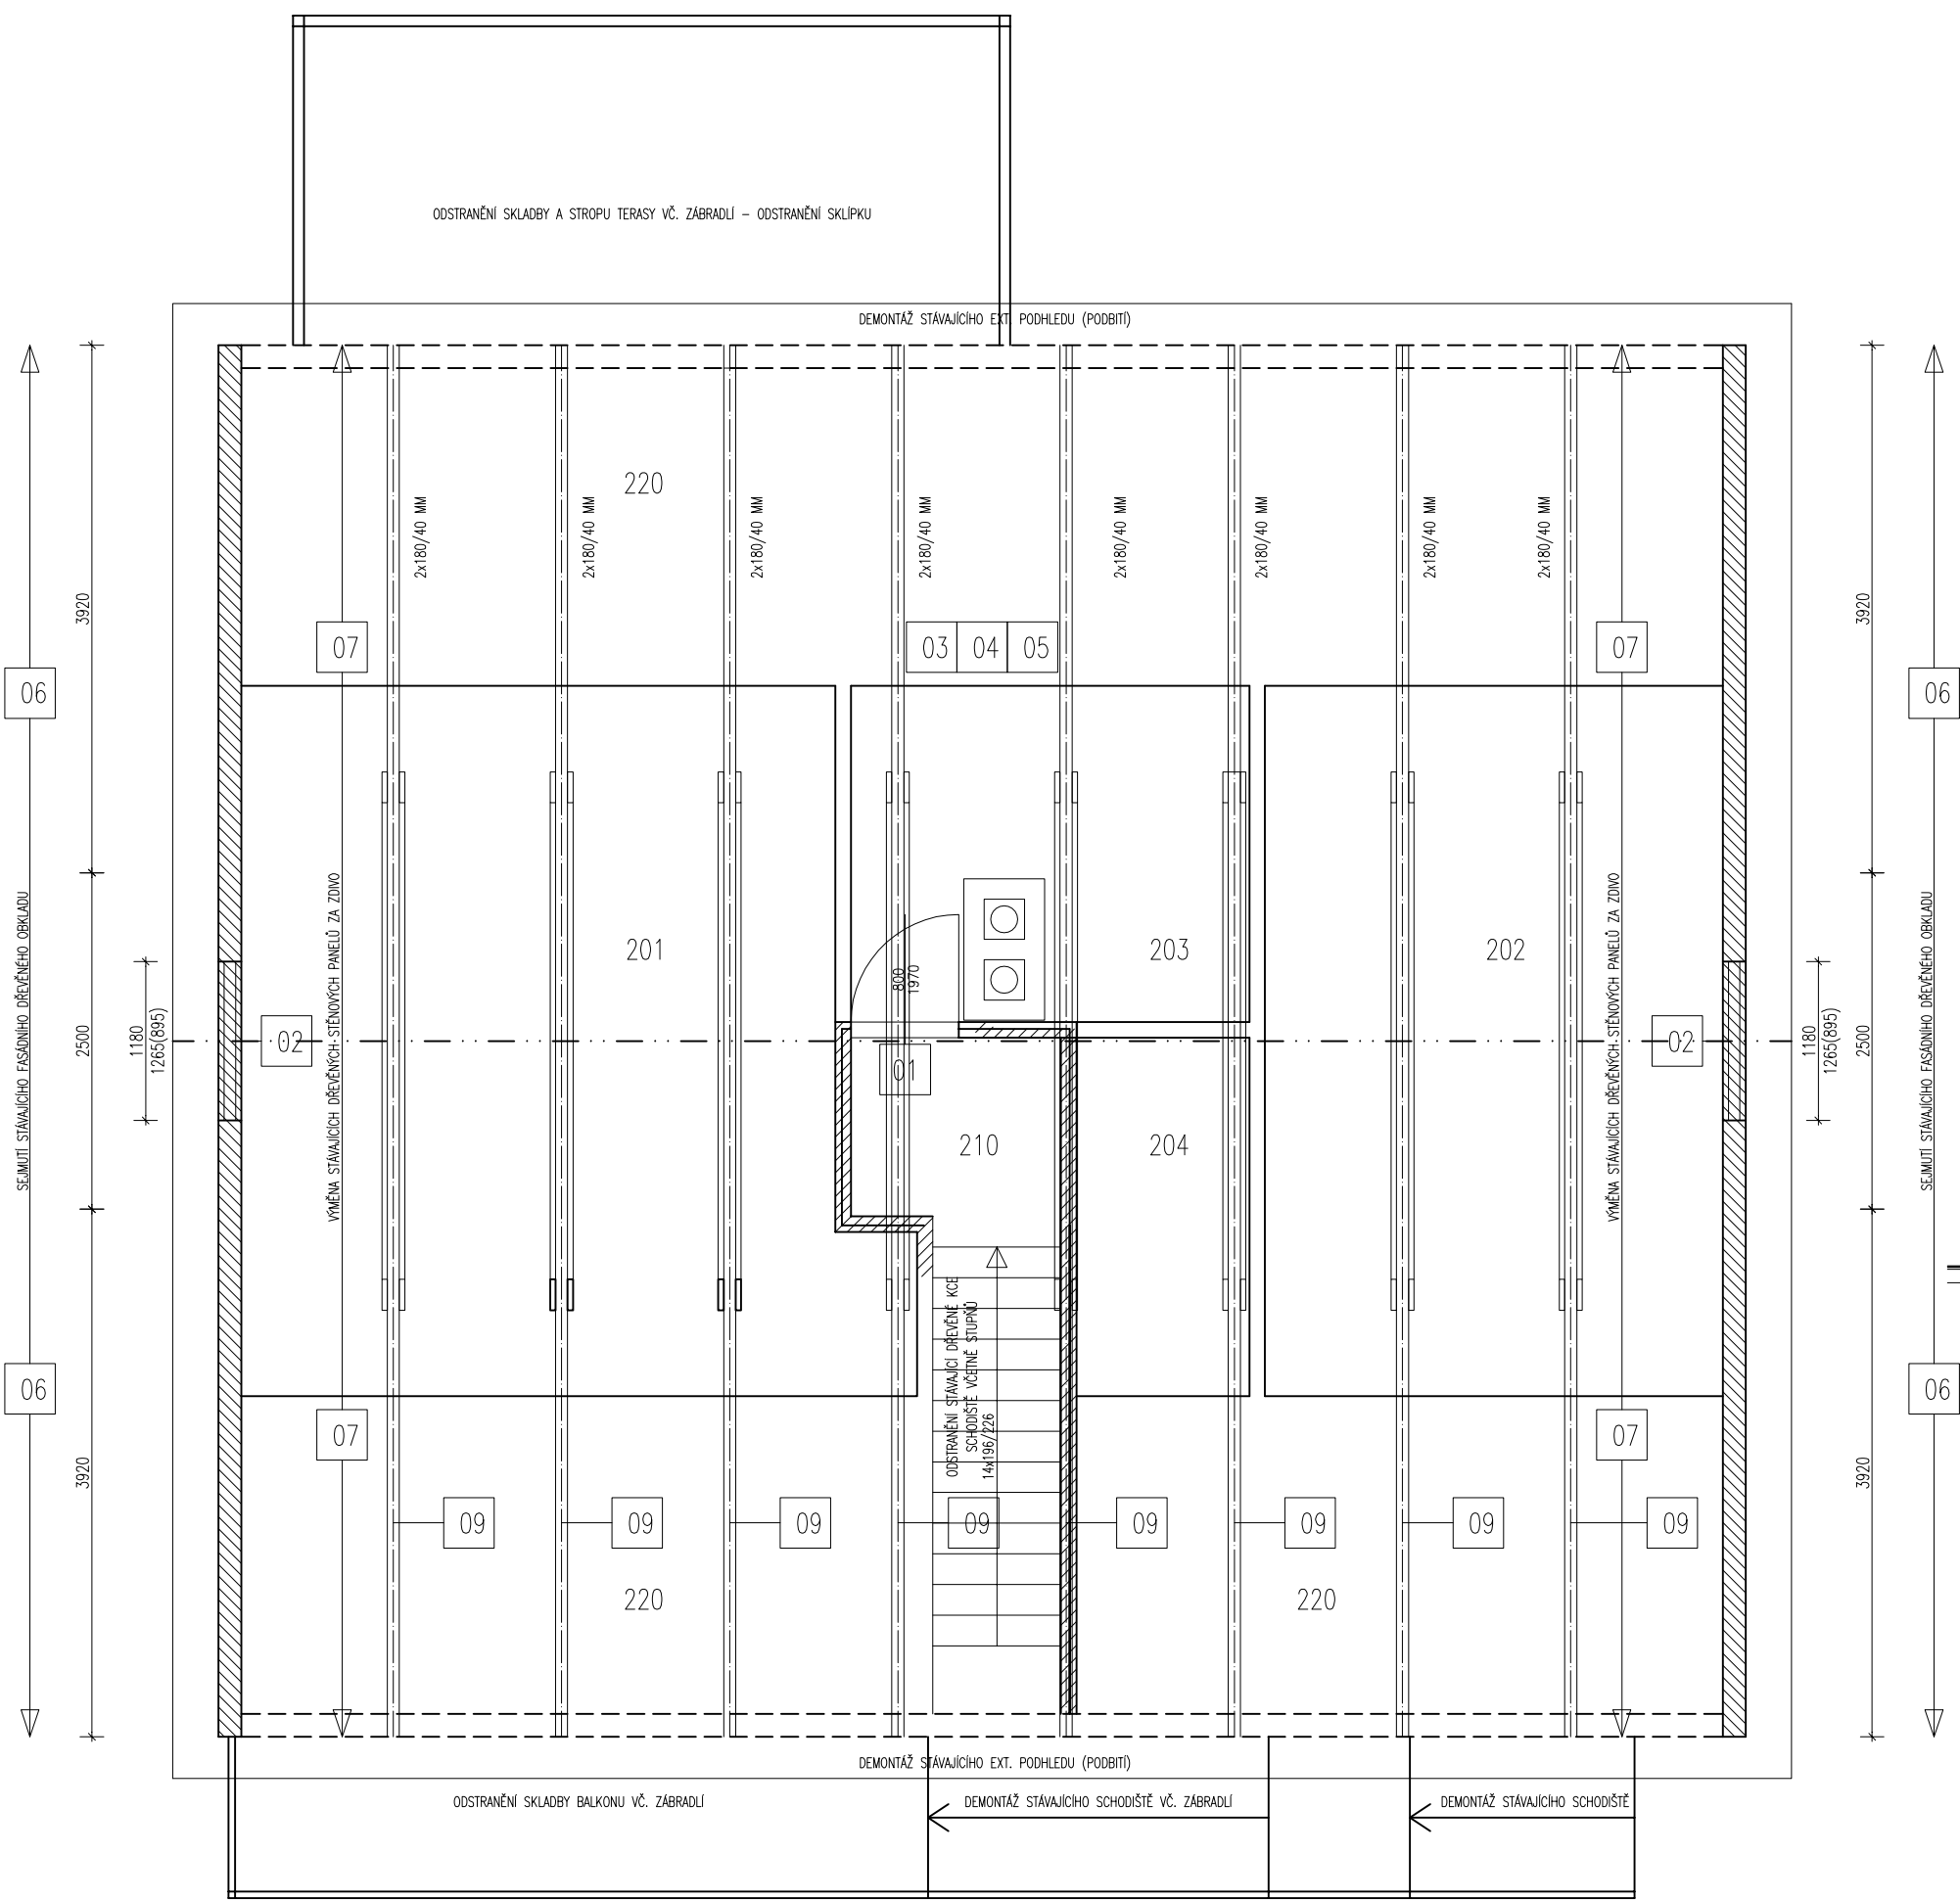 ODSTRANĚNÍ SKLADBY A STROPU TERASY VČ. ZÁBRADLÍ – ODSTRANĚNÍ SKLÍPKU
DEMONTÁŽ STÁVAJÍCÍHO EXT. PODHLEDU (PODBITÍ)
220
2x180/40 MM
2x180/40 MM
2x180/40 MM
2x180/40 MM
2x180/40 MM
2x180/40 MM
2x180/40 MM
2x180/40 MM
3920
3920
07
03 04 05
07
06
06
SEJMUTÍ STÁVAJÍCÍHO FASÁDNÍHO DŘEVĚNÉHO OBKLADU
VÝMĚNA STÁVAJÍCÍCH DŘEVĚNÝCH STĚNOVÝCH PANELŮ ZA ZDIVO
201
203
202
VÝMĚNA STÁVAJÍCÍCH DŘEVĚNÝCH STĚNOVÝCH PANELŮ ZA ZDIVO
SEJMUTÍ STÁVAJÍCÍHO FASÁDNÍHO DŘEVĚNÉHO OBKLADU
800
1970
2500
1180
1265(895)
02
02
1180
1265(895)
2500
01
210
204
ODSTRANĚNÍ STÁVAJÍCÍ DŘEVĚNÉ KCE
SCHODIŠTĚ VČETNĚ STUPŇŮ
14x196/226
06
06
07
07
3920
3920
09
09
09
09
09
09
09
09
220
220
DEMONTÁŽ STÁVAJÍCÍHO EXT. PODHLEDU (PODBITÍ)
ODSTRANĚNÍ SKLADBY BALKONU VČ. ZÁBRADLÍ
DEMONTÁŽ STÁVAJÍCÍHO SCHODIŠTĚ VČ. ZÁBRADLÍ
DEMONTÁŽ STÁVAJÍCÍHO SCHODIŠTĚ